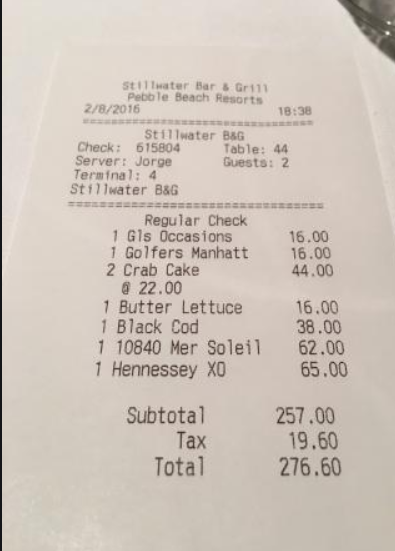 Stillwater Bar & Grill
Pebble Beach Resorts
2/8/2016 18:38
==============================
Stillwater B&G
Check: 615804 Table: 44
Server: Jorge Guests: 2
Terminal: 4
Stillwater B&G
==============================
Regular Check
1 Gls Occasions 16.00
1 Golfers Manhatt 16.00
2 Crab Cake 44.00
@ 22.00
1 Butter Lettuce 16.00
1 Black Cod 38.00
1 10840 Mer Soleil 62.00
1 Hennessey XO 65.00
Subtotal 257.00
Tax 19.60
Total 276.60